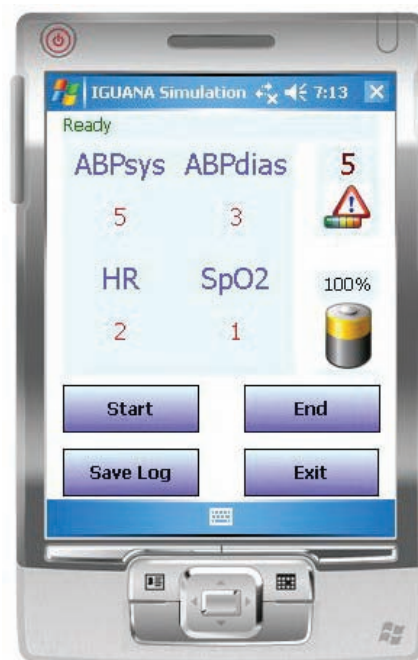 IGUANA Simulation 7:13
Ready
ABPsys ABPdias 5
5 3
HR SpO2 100%
2 1
Start End
Save Log Exit